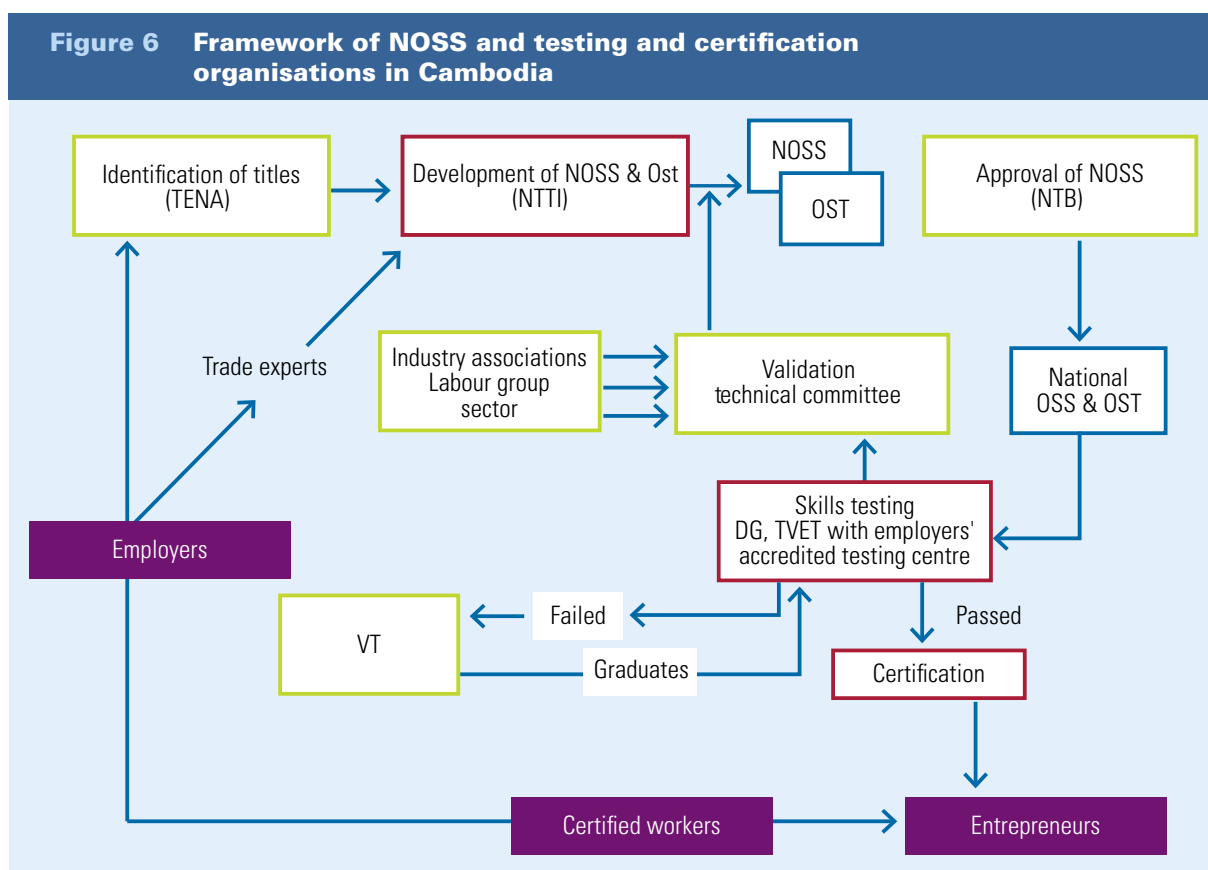 Figure 6 Framework of NOSS and testing and certification
organisations in Cambodia
Identification of titles
(TENA)
Development of NOSS & Ost
(NTTI)
NOSS
OST
Approval of NOSS
(NTB)
Trade experts
Industry associations
Labour group
sector
Validation
technical committee
National
OSS & OST
Employers
Skills testing
DG, TVET with employers'
accredited testing centre
VT
Failed
Graduates
Passed
Certification
Certified workers
Entrepreneurs